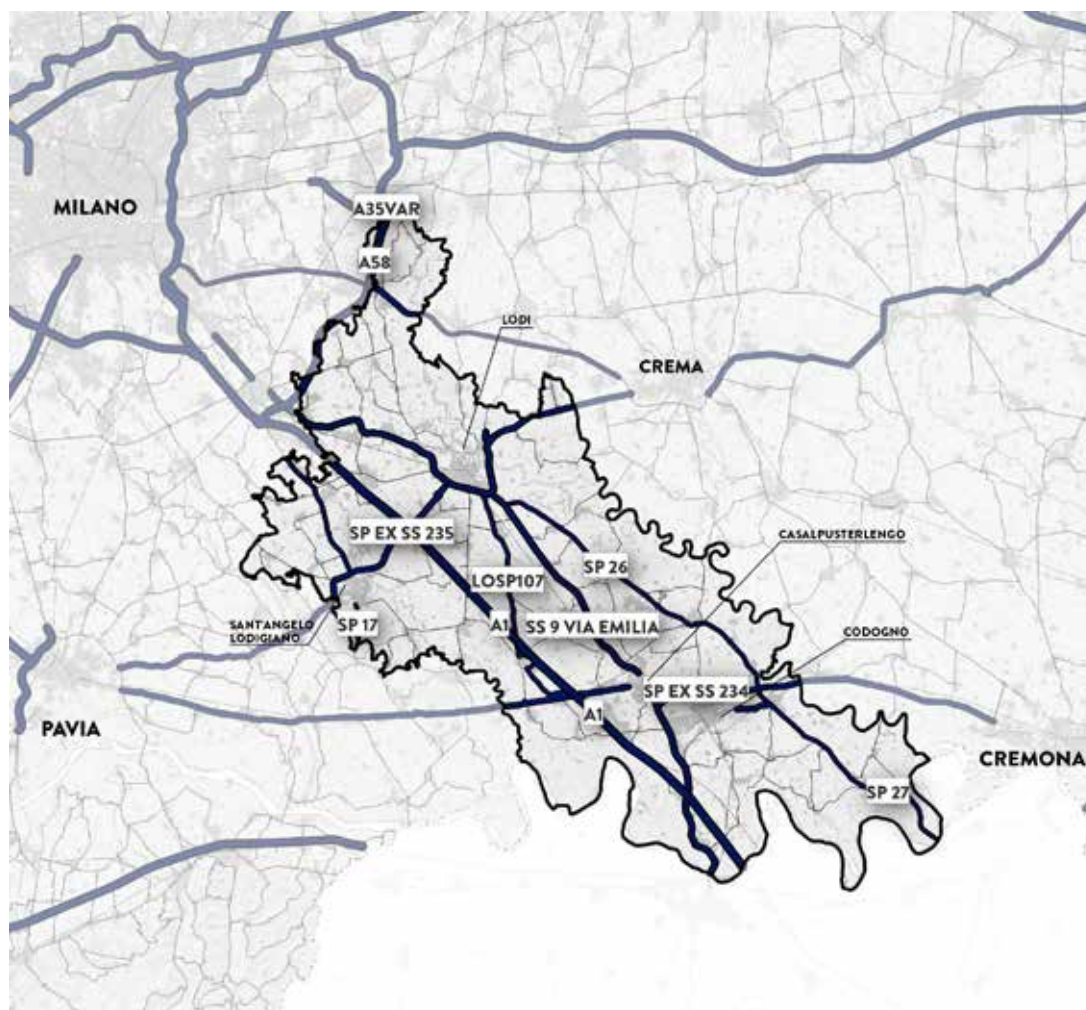 MILANO
A35VAR
A58
LODI
CREMA
SP EX SS 235
CASALPUSTERLENGO
SP 26
LOSP107
SANTANGELO
LODIGIANO
SP 17
A1
SS 9 VIA EMILIA
CODOGNO
SP EX SS 234
A1
PAVIA
CREMONA
SP 27